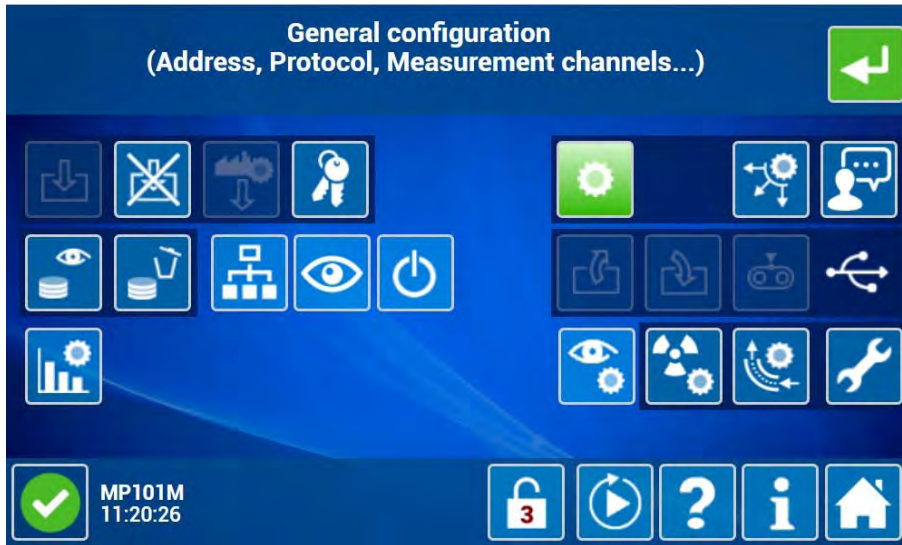 General configuration
(Address, Protocol, Measurement channels...)
MP101M
11:20:26
3
?
i